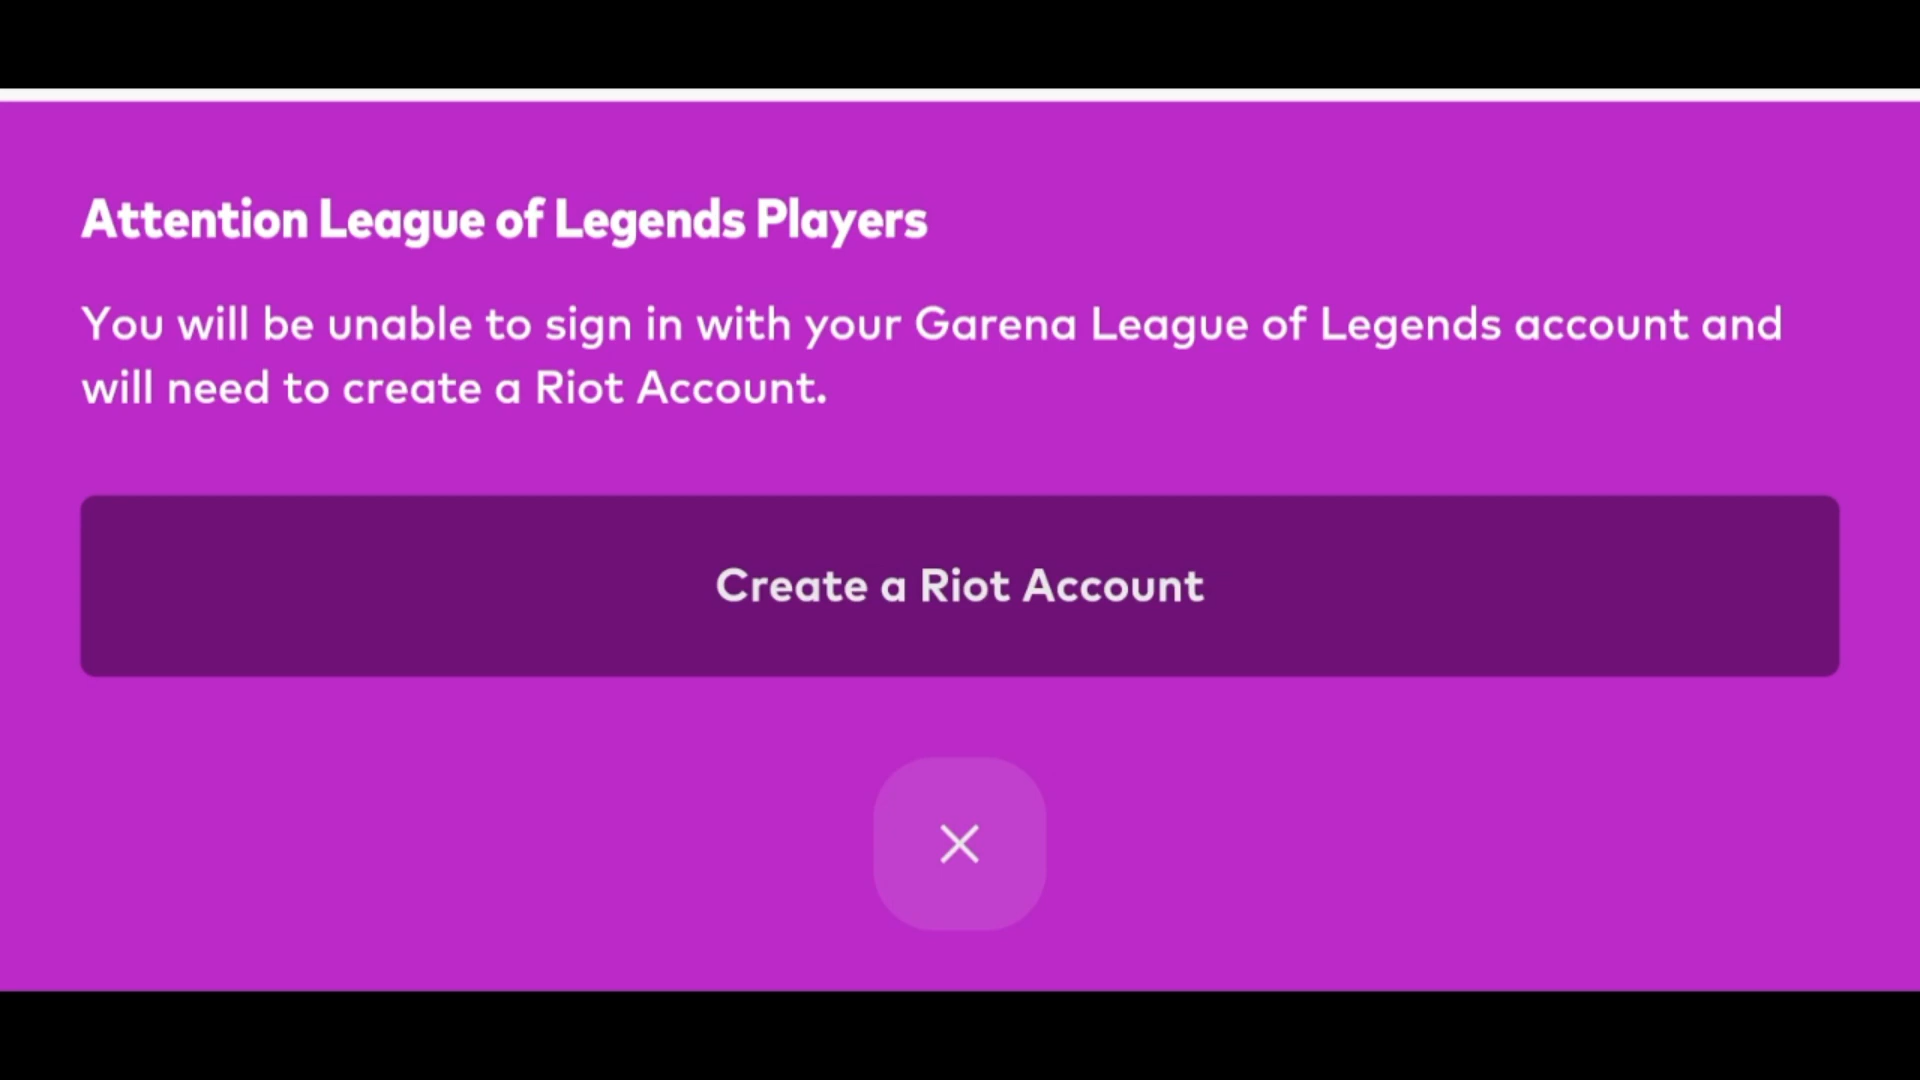 Attention League of Legends Players
You will be unable to sign in with your Garena League of Legends account and
will need to create a Riot Account.
Create a Riot Account